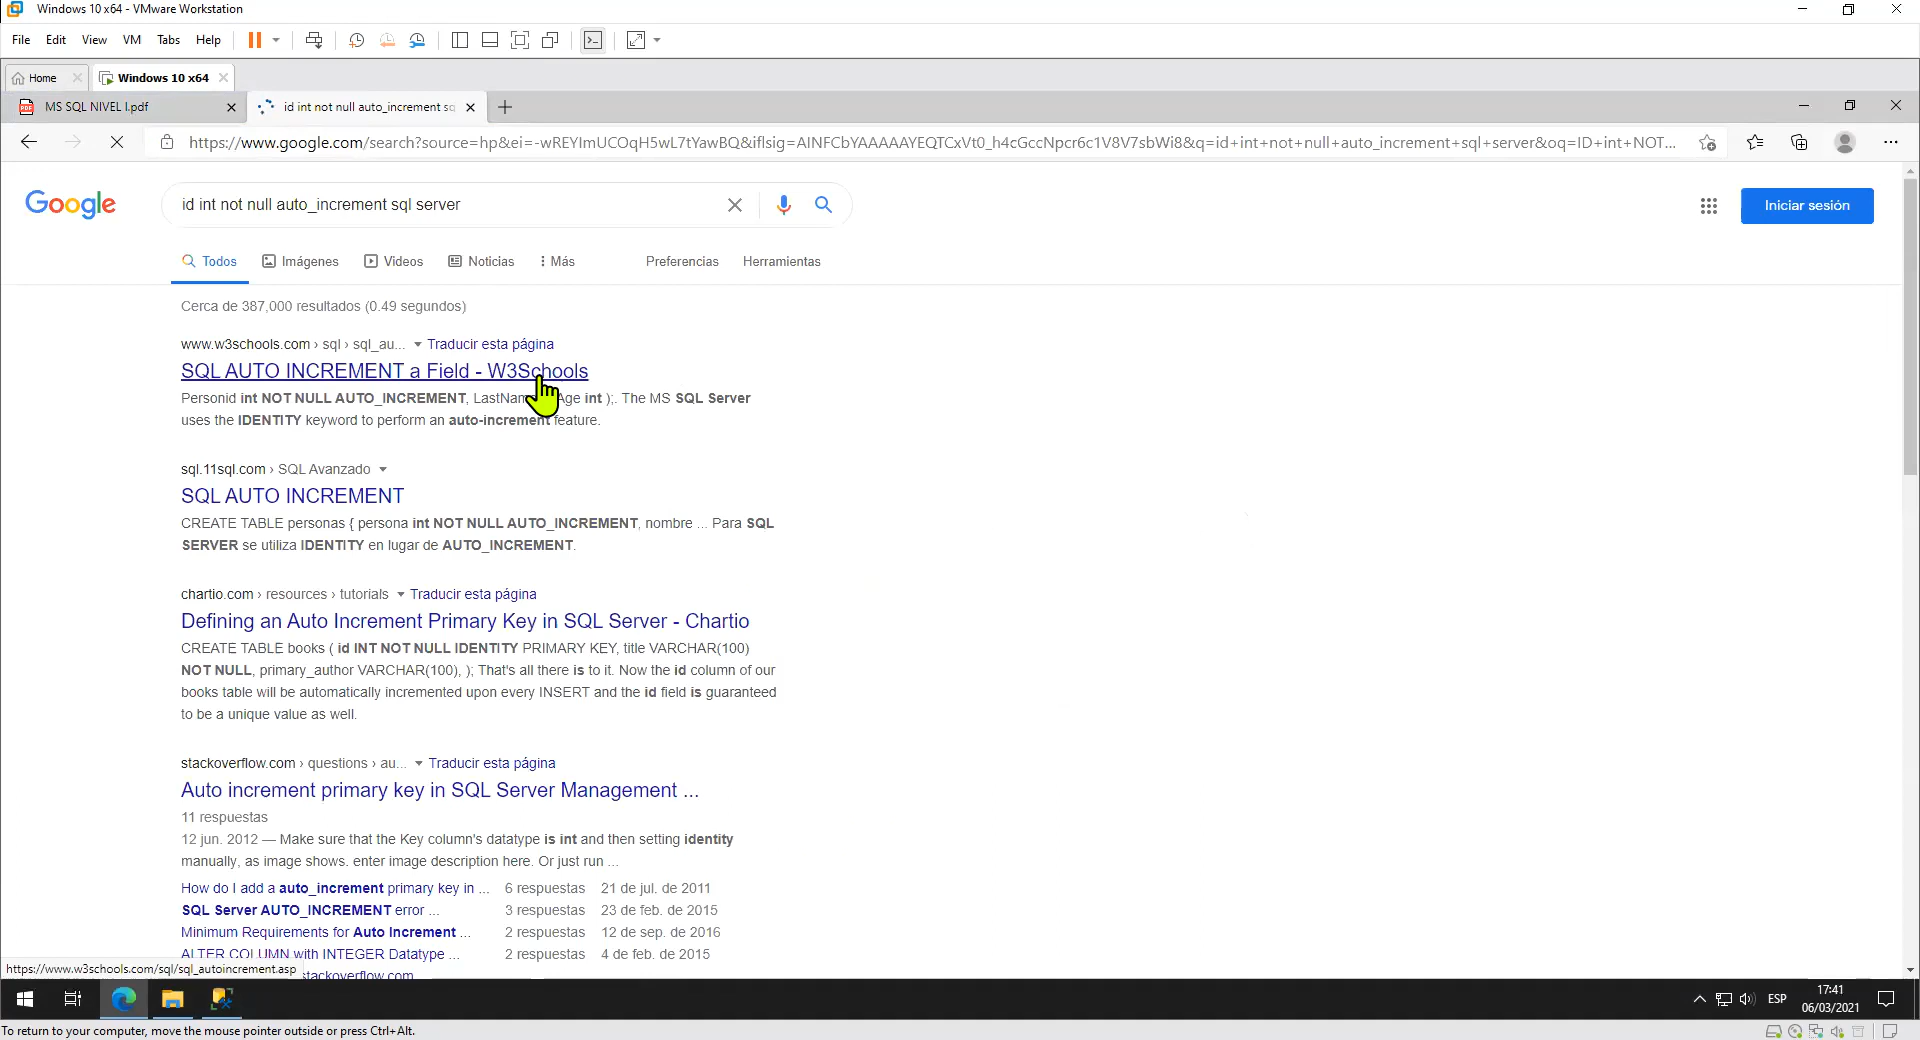 Windows 10 x64 - VMware Workstation
File Edit View VM Tabs Help
Home Windows 10 x64
MS SQL NIVEL I.pdf id int not null auto_increment sq
https://www.google.com/search?source=hp&ei=-wREYImUCOqH5wL7tYawBQ&iflsig=AINFCbYAAAAAYEQTCxVt0_h4cGccNpcr6c1V8V7sbWi8&q=id+int+not+null+auto_increment+sql+server&oq=ID+int+NOT...
Google
id int not null auto_increment sql server
Iniciar sesión
Todos Imágenes Videos Noticias Más Preferencias Herramientas
Cerca de 387,000 resultados (0.49 segundos)
www.w3schools.com › sql › sql_au... Traducir esta página
SQL AUTO INCREMENT a Field - W3Schools
Personid int NOT NULL AUTO_INCREMENT, LastNam Age int );. The MS SQL Server
uses the IDENTITY keyword to perform an auto-increment feature.
sql.11sql.com › SQL Avanzado
SQL AUTO INCREMENT
CREATE TABLE personas { persona int NOT NULL AUTO_INCREMENT, nombre ... Para SQL
SERVER se utiliza IDENTITY en lugar de AUTO_INCREMENT.
chartio.com › resources › tutorials Traducir esta página
Defining an Auto Increment Primary Key in SQL Server - Chartio
CREATE TABLE books ( id INT NOT NULL IDENTITY PRIMARY KEY, title VARCHAR(100)
NOT NULL, primary_author VARCHAR(100), ); That's all there is to it. Now the id column of our
books table will be automatically incremented upon every INSERT and the id field is guaranteed
to be a unique value as well.
stackoverflow.com › questions › au... Traducir esta página
Auto increment primary key in SQL Server Management ...
11 respuestas
12 jun. 2012 — Make sure that the Key column's datatype is int and then setting identity
manually, as image shows. enter image description here. Or just run ...
How do I add a auto_increment primary key in ... 6 respuestas 21 de jul. de 2011
SQL Server AUTO_INCREMENT error ... 3 respuestas 23 de feb. de 2015
Minimum Requirements for Auto Increment ... 2 respuestas 12 de sep. de 2016
ALTER COLUMN with INTEGER Datatype ... 2 respuestas 4 de feb. de 2015
https://www.w3schools.com/sql/sql_autoincrement.asp stackoverflow.com
ESP 17:41
06/03/2021
To return to your computer, move the mouse pointer outside or press Ctrl+Alt.